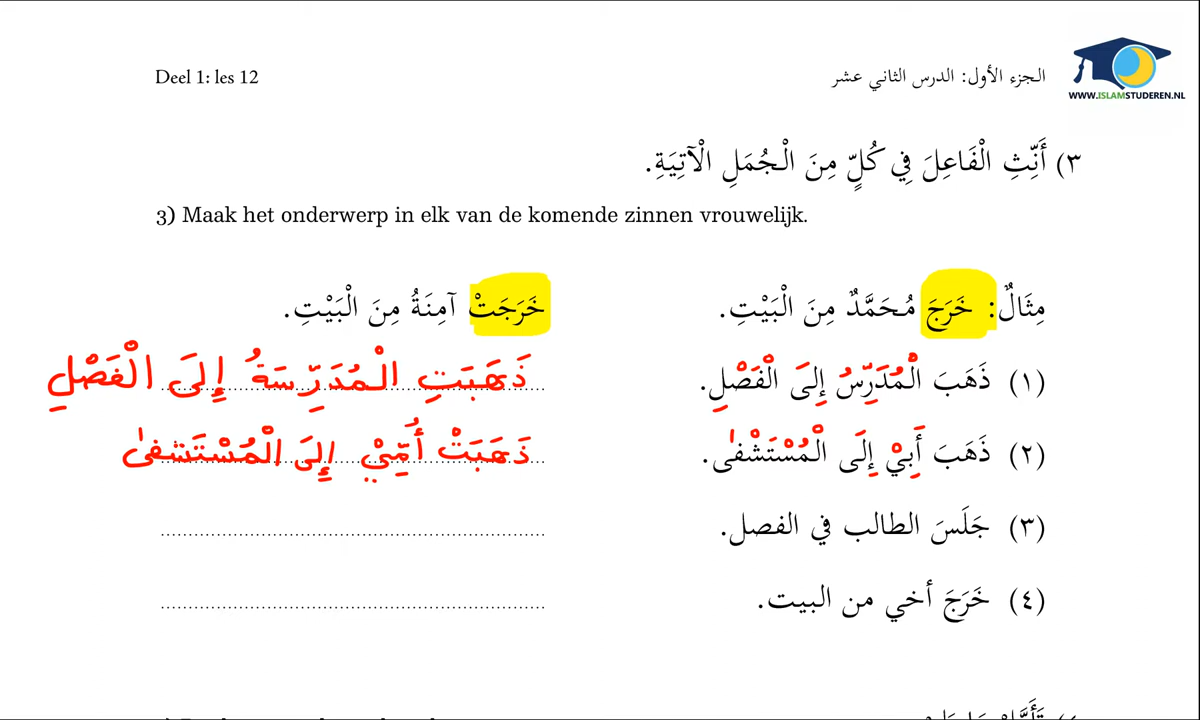 WWW.ISLAMSTUDEREN.NL
Deel 1: les 12
الجزء الأول: الدرس الثاني عشر
٣) أَنِّثِ الْفَاعِلَ فِي كُلٍّ مِنَ الْجُمَلِ الْآتِيَةِ.
3) Maak het onderwerp in elk van de komende zinnen vrouwelijk.
مِثَالٌ: خَرَجَ مُحَمَّدٌ مِنَ الْبَيْتِ. خَرَجَتْ آمِنَةُ مِنَ الْبَيْتِ.
(١) ذَهَبَ الْمُدَرِّسُ إِلَى الْفَصْلِ. ذَهَبَتِ الْمُدَرِّسَةُ إِلَى الْفَصْلِ
(٢) ذَهَبَ أَبِيْ إِلَى الْمُسْتَشْفٰى. ذَهَبَتْ أُمِّيْ إِلَى الْمُسْتَشفٰى
(٣) جَلَسَ الطالب في الفصل.
(٤) خَرَجَ أخي من البيت.